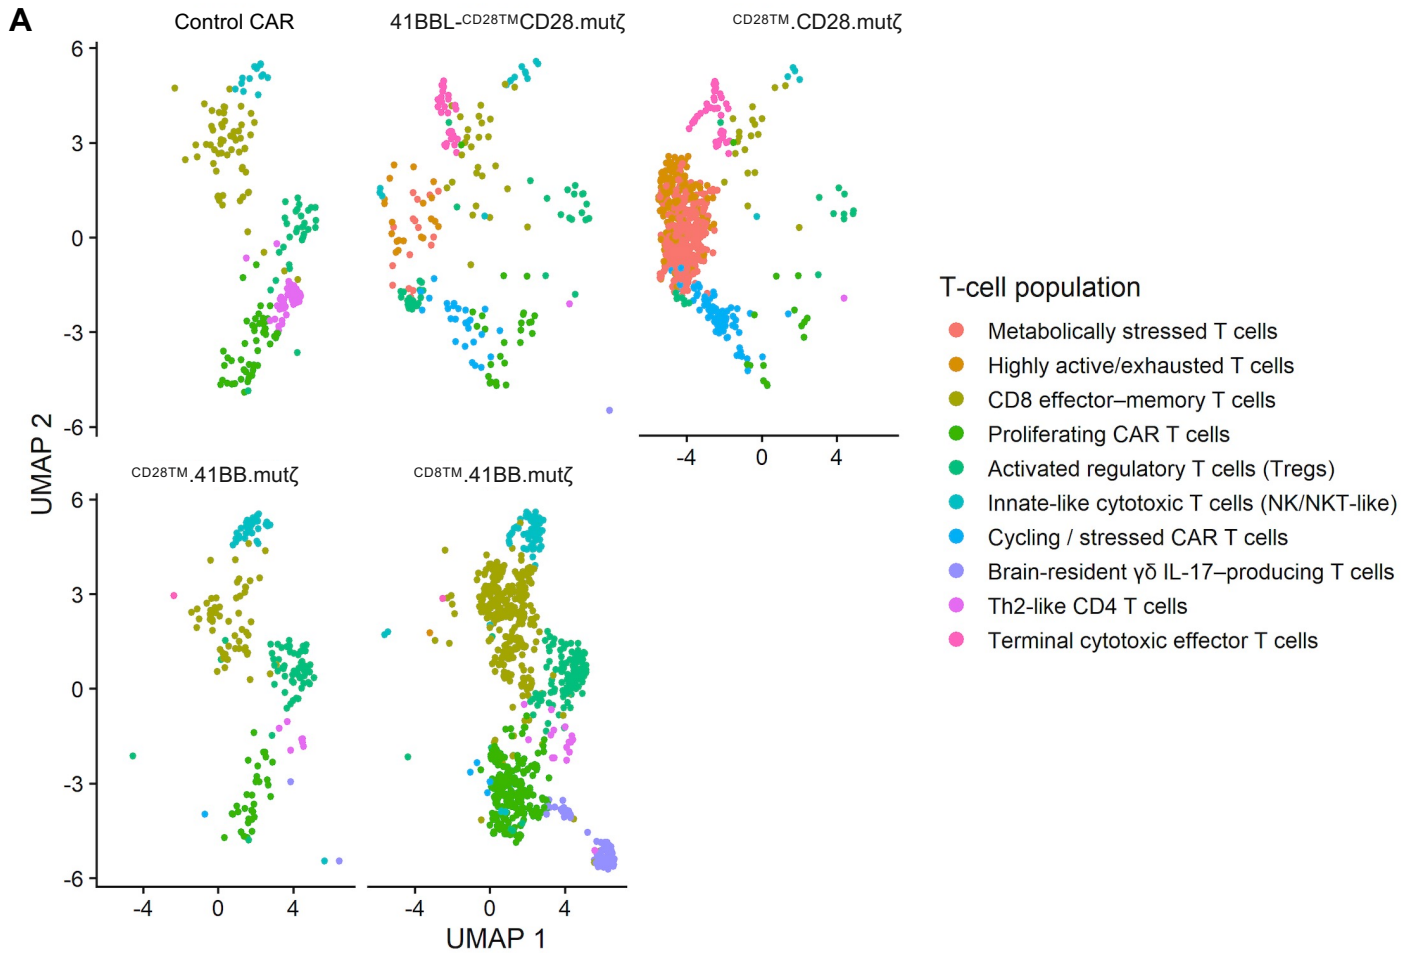 A
Control CAR
41BBL-CD28TMCD28.mutζ
CD28TM.CD28.mutζ
6
3
0
-3
-6
-4 0 4
UMAP 2
CD28TM.41BB.mutζ
CD8TM.41BB.mutζ
6
3
0
-3
-6
-4 0 4
-4 0 4
UMAP 1
T-cell population
Metabolically stressed T cells
Highly active/exhausted T cells
CD8 effector–memory T cells
Proliferating CAR T cells
Activated regulatory T cells (Tregs)
Innate-like cytotoxic T cells (NK/NKT-like)
Cycling / stressed CAR T cells
Brain-resident γδ IL-17–producing T cells
Th2-like CD4 T cells
Terminal cytotoxic effector T cells